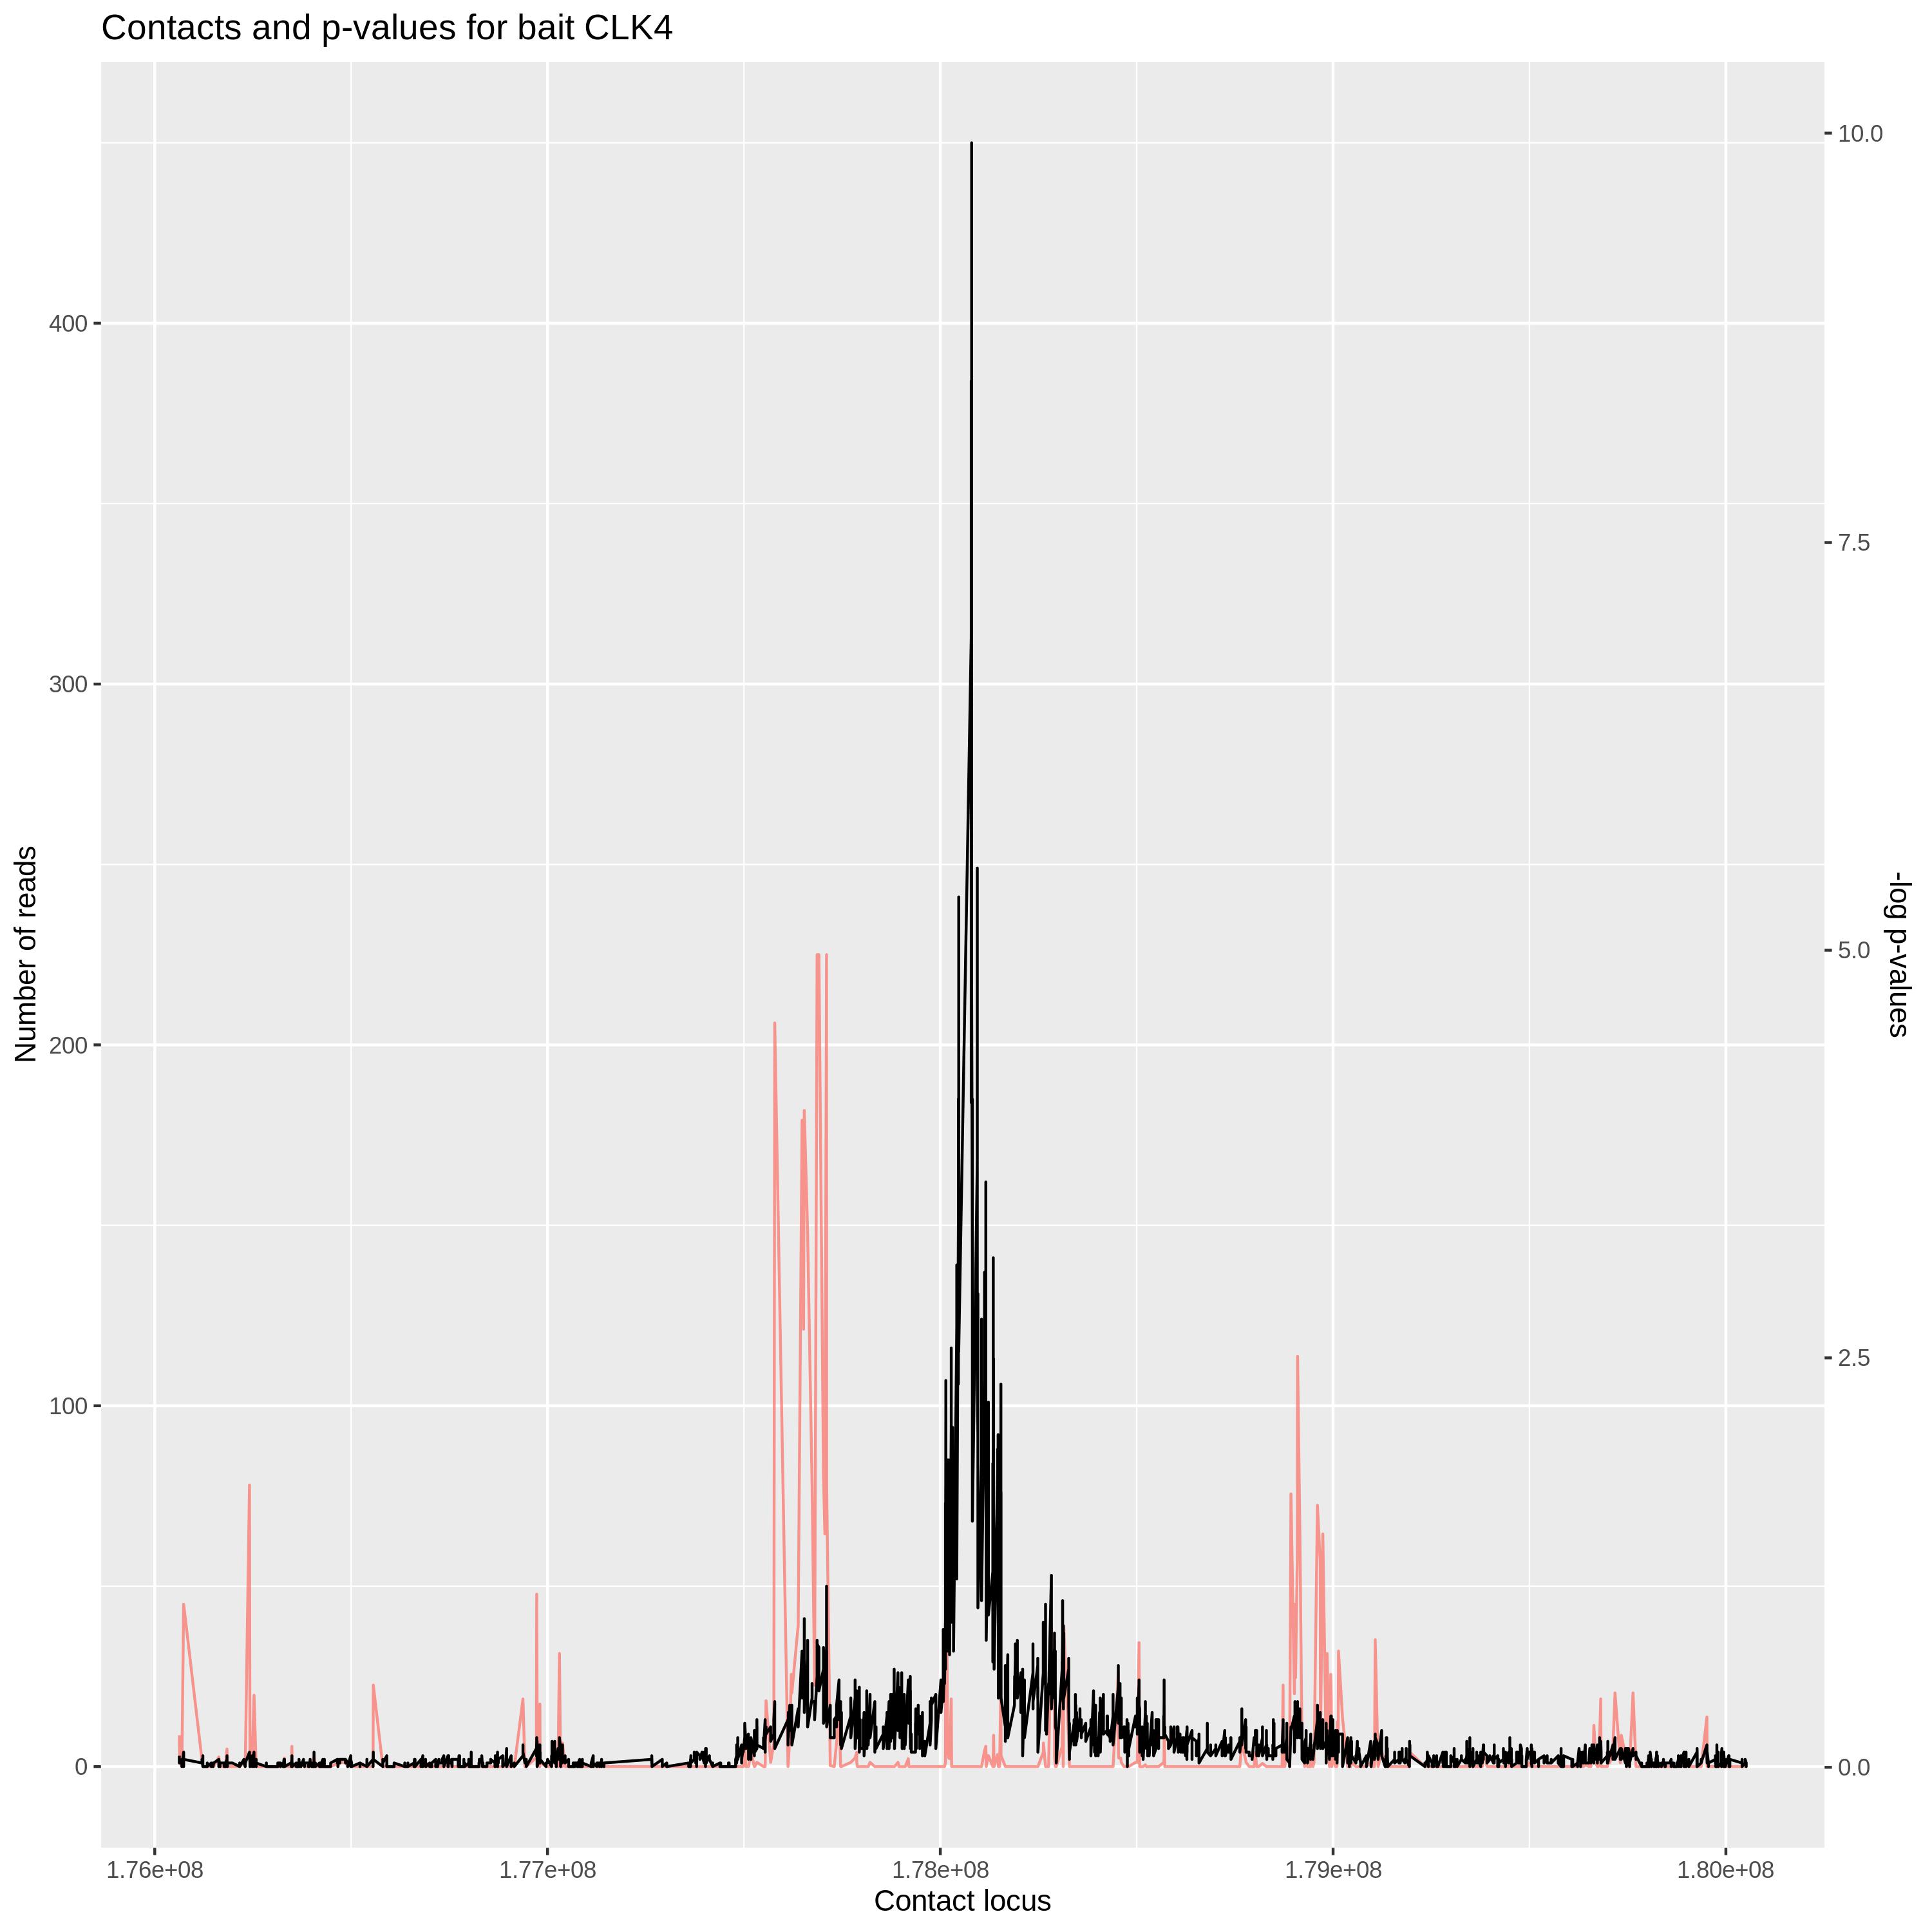 Contacts and p-values for bait CLK4
10.0
400
7.5
300
Number of reads
5.0
-log p-values
200
2.5
100
0
0.0
1.76e+08
1.77e+08
1.78e+08
1.79e+08
1.80e+08
Contact locus